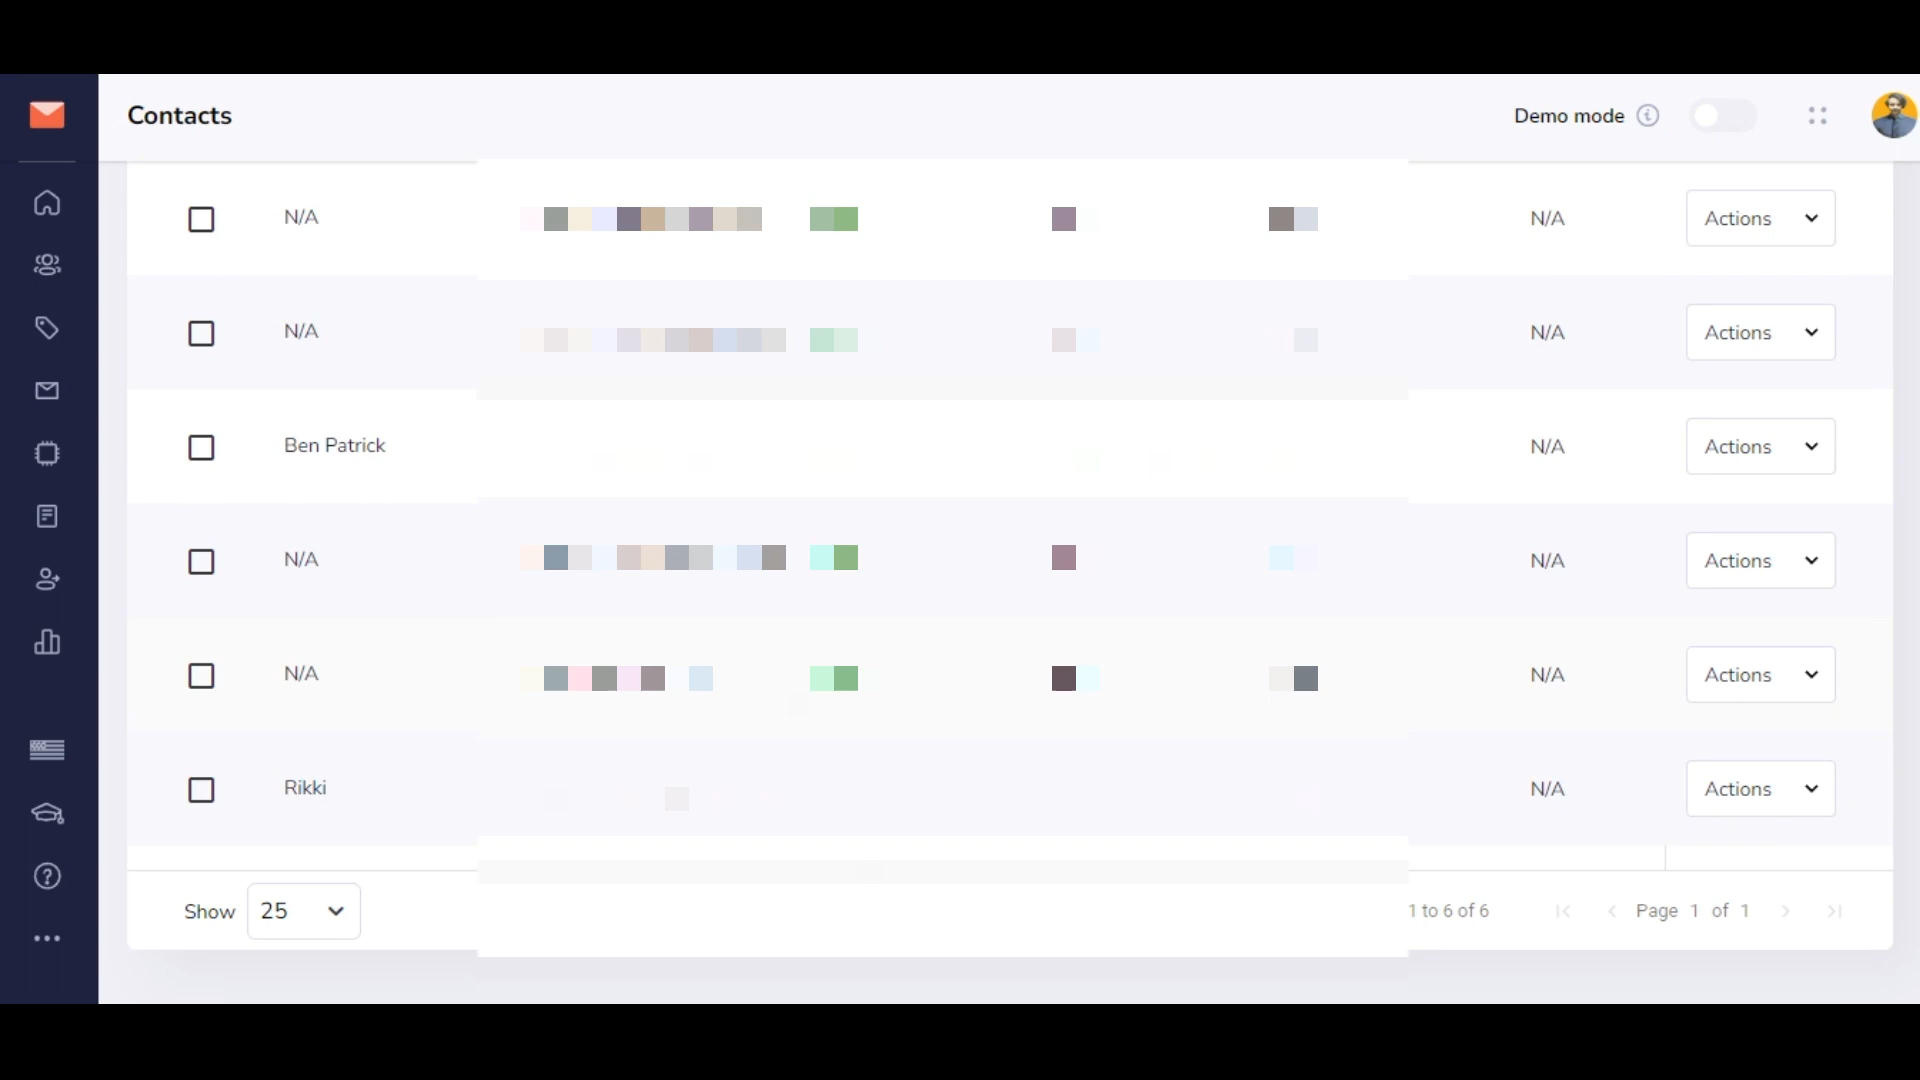 Contacts
Demo mode
N/A N/A Actions
N/A N/A Actions
Ben Patrick N/A Actions
N/A N/A Actions
N/A N/A Actions
Rikki N/A Actions
Show 25 1 to 6 of 6 Page 1 of 1